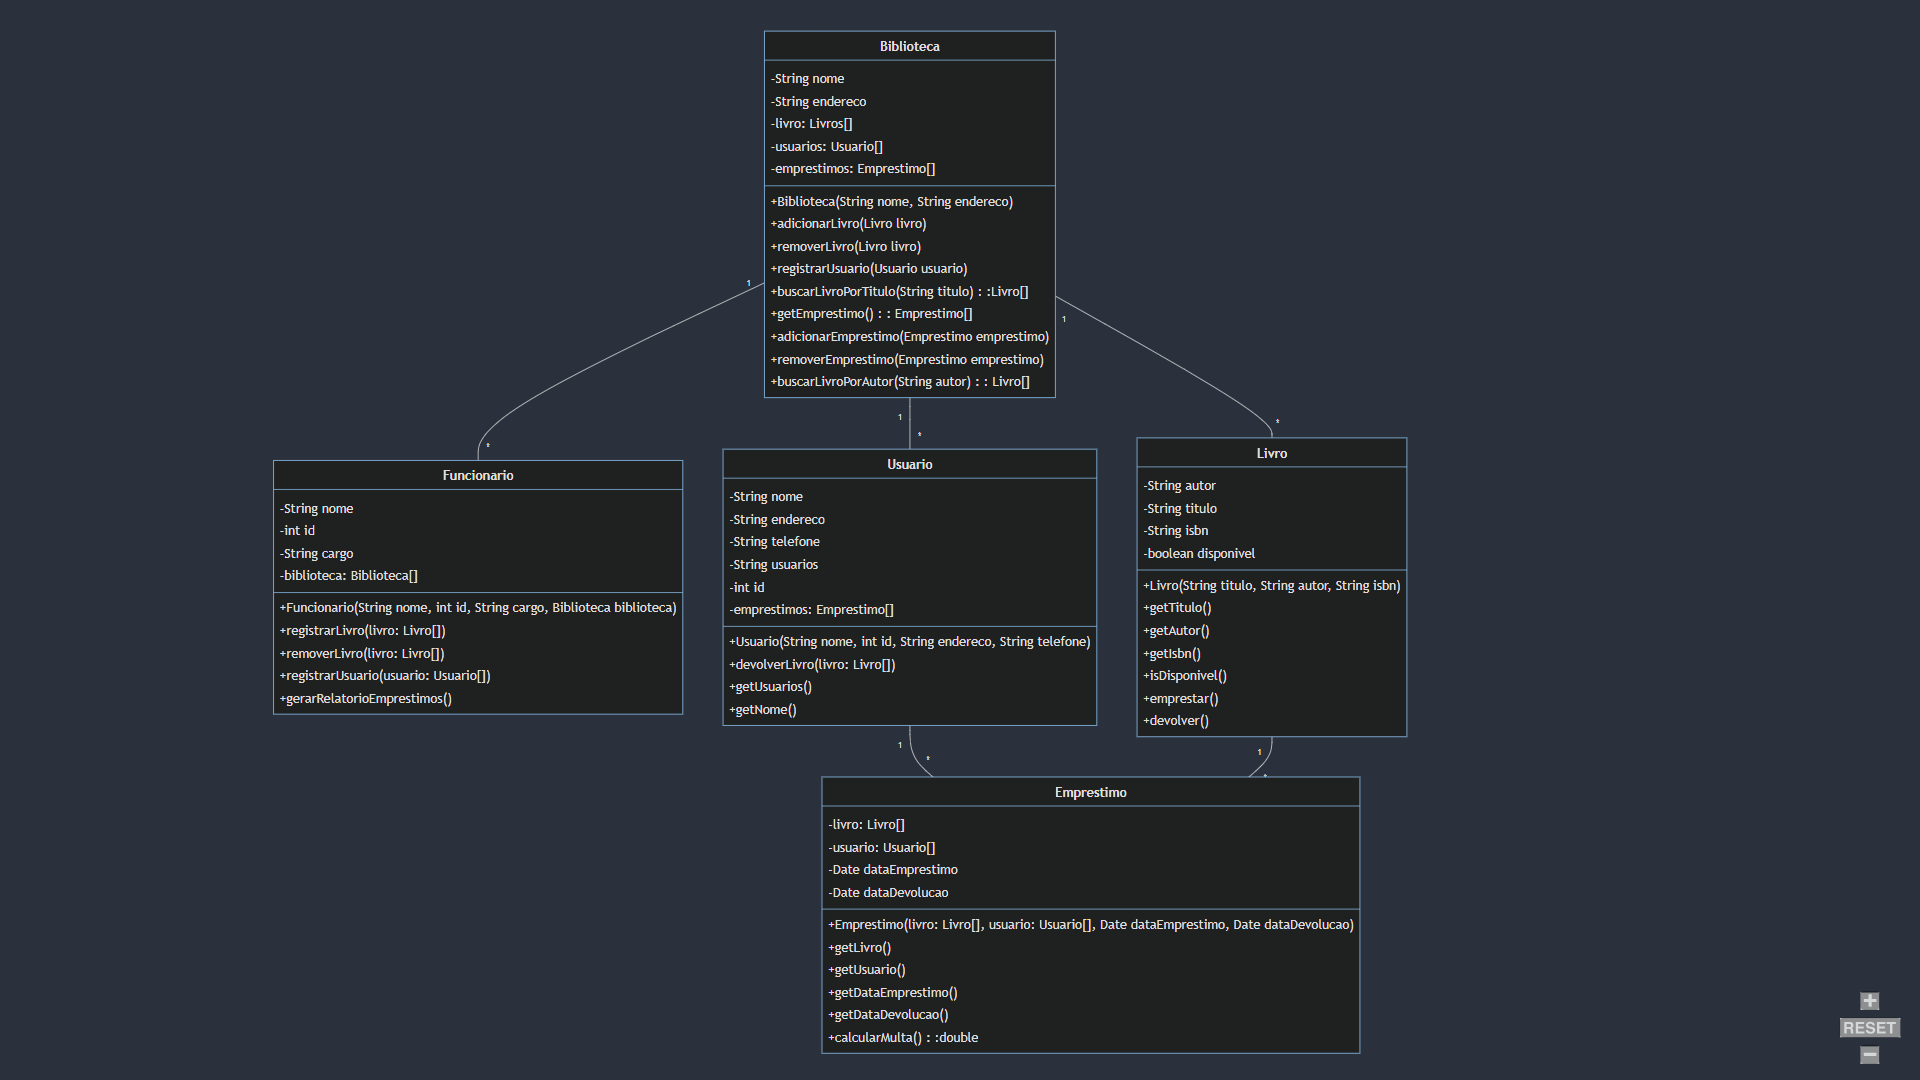 Biblioteca
-String nome
-String endereco
-livro: Livros[]
-usuarios: Usuario[]
-emprestimos: Emprestimo[]
+Biblioteca(String nome, String endereco)
+adicionarLivro(Livro livro)
+removerLivro(Livro livro)
+registrarUsuario(Usuario usuario)
+buscarLivroPorTitulo(String titulo) : :Livro[]
+getEmprestimo() : : Emprestimo[]
+adicionarEmprestimo(Emprestimo emprestimo)
+removerEmprestimo(Emprestimo emprestimo)
+buscarLivroPorAutor(String autor) : : Livro[]
1
1
1
*
*
*
Funcionario
-String nome
-int id
-String cargo
-biblioteca: Biblioteca[]
+Funcionario(String nome, int id, String cargo, Biblioteca biblioteca)
+registrarLivro(livro: Livro[])
+removerLivro(livro: Livro[])
+registrarUsuario(usuario: Usuario[])
+gerarRelatorioEmprestimos()
Usuario
-String nome
-String endereco
-String telefone
-String usuarios
-int id
-emprestimos: Emprestimo[]
+Usuario(String nome, int id, String endereco, String telefone)
+devolverLivro(livro: Livro[])
+getUsuarios()
+getNome()
Livro
-String autor
-String titulo
-String isbn
-boolean disponivel
+Livro(String titulo, String autor, String isbn)
+getTitulo()
+getAutor()
+getIsbn()
+isDisponivel()
+emprestar()
+devolver()
1
*
1
*
Emprestimo
-livro: Livro[]
-usuario: Usuario[]
-Date dataEmprestimo
-Date dataDevolucao
+Emprestimo(livro: Livro[], usuario: Usuario[], Date dataEmprestimo, Date dataDevolucao)
+getLivro()
+getUsuario()
+getDataEmprestimo()
+getDataDevolucao()
+calcularMulta() : :double
+
RESET
−